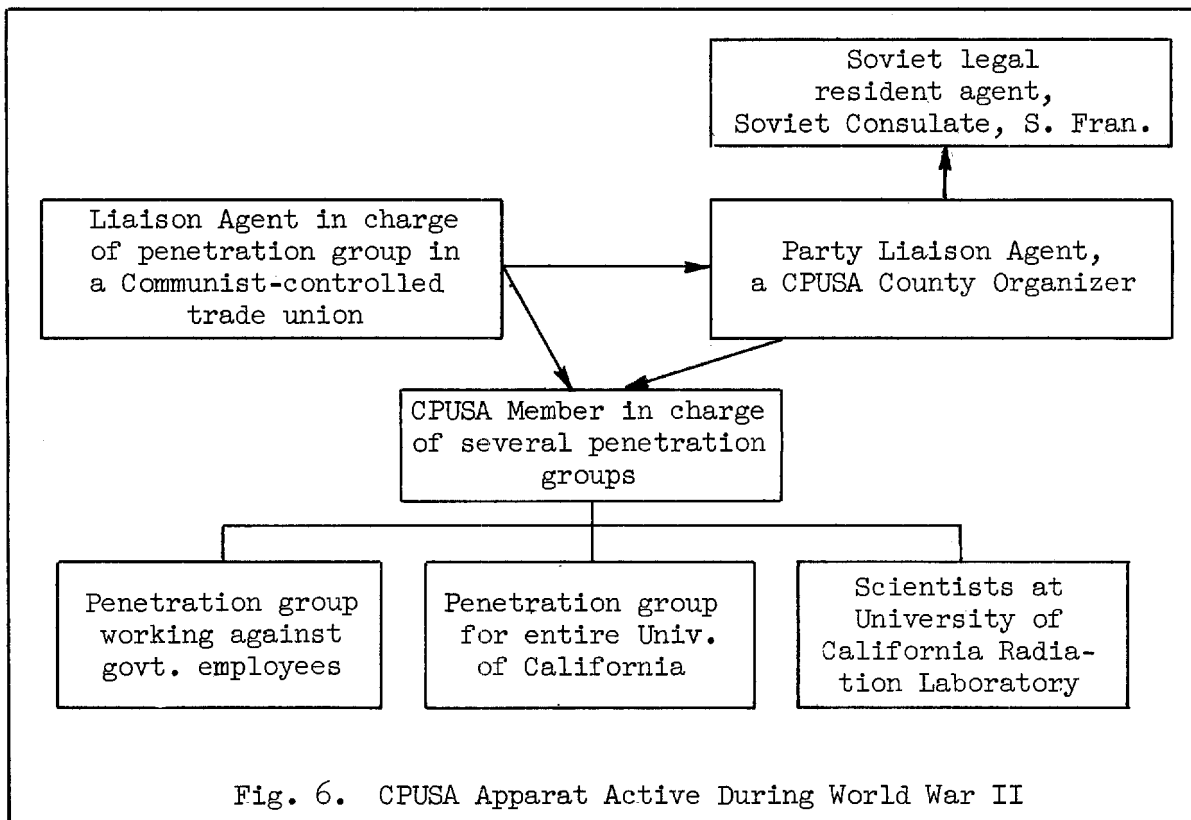 Soviet legal
resident agent,
Soviet Consulate, S. Fran.
Liaison Agent in charge
of penetration group in
a Communist-controlled
trade union
Party Liaison Agent,
a CPUSA County Organizer
CPUSA Member in charge
of several penetration
groups
Penetration group
working against
govt. employees
Penetration group
for entire Univ.
of California
Scientists at
University of
California Radia-
tion Laboratory
Fig. 6. CPUSA Apparat Active During World War II